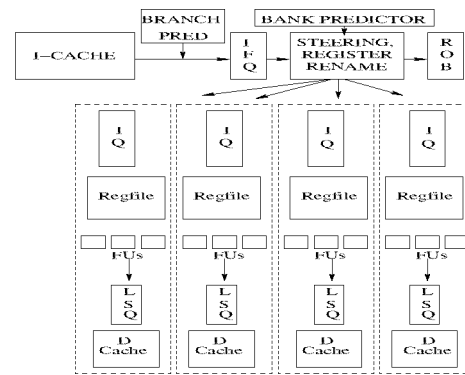 BRANCH
PRED
BANK PREDICTOR
I-CACHE
I
F
Q
STEERING,
REGISTER
RENAME
R
O
B
I
Q
I
Q
I
Q
I
Q
Regfile
Regfile
Regfile
Regfile
FUs
FUs
FUs
FUs
L
S
Q
L
S
Q
L
S
Q
L
S
Q
D
Cache
D
Cache
D
Cache
D
Cache